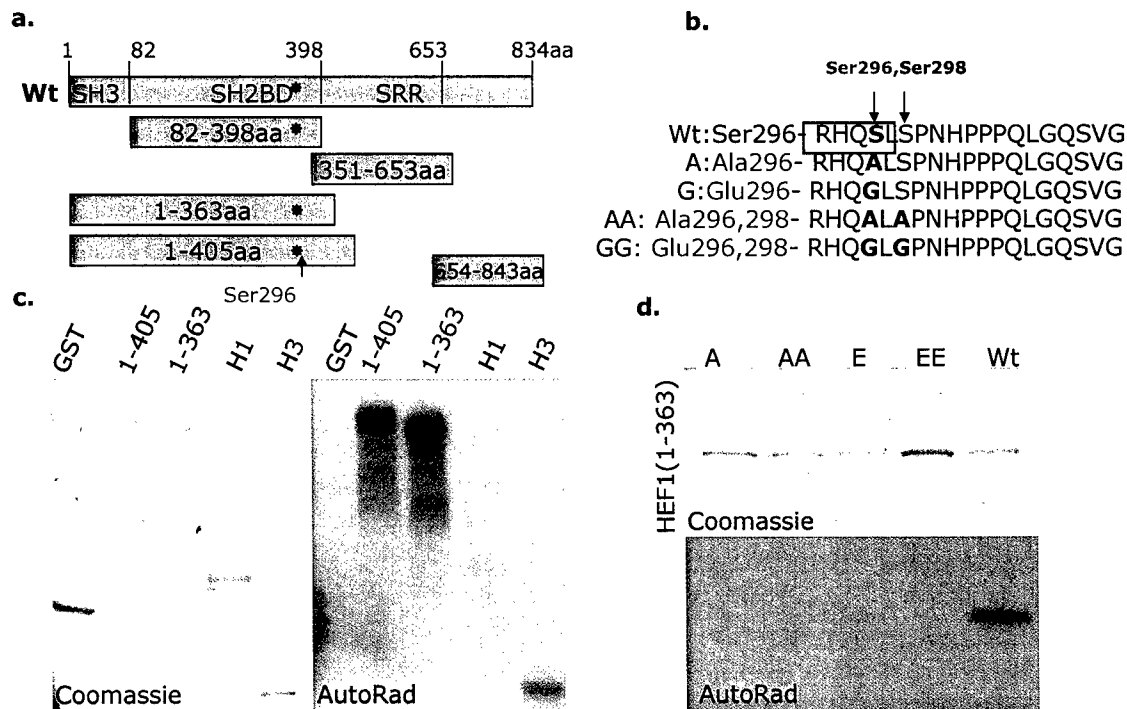 a.
1 82 398 653 834aa
Wt SH3 SH2BD* SRR
82-398aa *
351-653aa
1-363aa *
1-405aa *
654-843aa
Ser296
b.
Ser296,Ser298
Wt:Ser296- RHQSLSPNHPPPQLGQSVG
A:Ala296- RHQALSPNHPPPQLGQSVG
G:Glu296- RHQGLSPNHPPPQLGQSVG
AA: Ala296,298- RHQALAPNHPPPQLGQSVG
GG: Glu296,298- RHQGLGPNHPPPQLGQSVG
c.
GST 1-405 1-363 H1 H3 GST 1-405 1-363 H1 H3
Coomassie AutoRad
d.
A AA E EE Wt
HEF1(1-363)
Coomassie
AutoRad